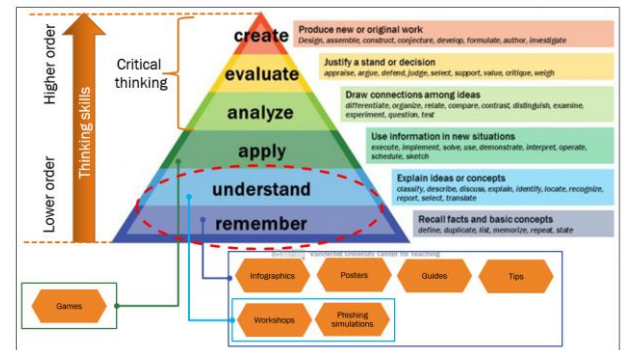 Higher order
Thinking skills
Lower order
Critical
thinking
create
Produce new or original work
Design, assemble, construct, conjecture, develop, formulate, author, investigate
evaluate
Justify a stand or decision
appraise, argue, defend, judge, select, support, value, critique, weigh
analyze
Draw connections among ideas
differentiate, organize, relate, compare, contrast, distinguish, examine,
experiment, question, test
apply
Use information in new situations
execute, implement, solve, use, demonstrate, interpret, operate,
schedule, sketch
understand
Explain ideas or concepts
classify, describe, discuss, explain, identify, locate, recognize,
report, select, translate
remember
Recall facts and basic concepts
define, duplicate, list, memorize, repeat, state
Vanderbilt University Center for Teaching
Infographics
Posters
Guides
Tips
Games
Workshops
Phishing
simulations